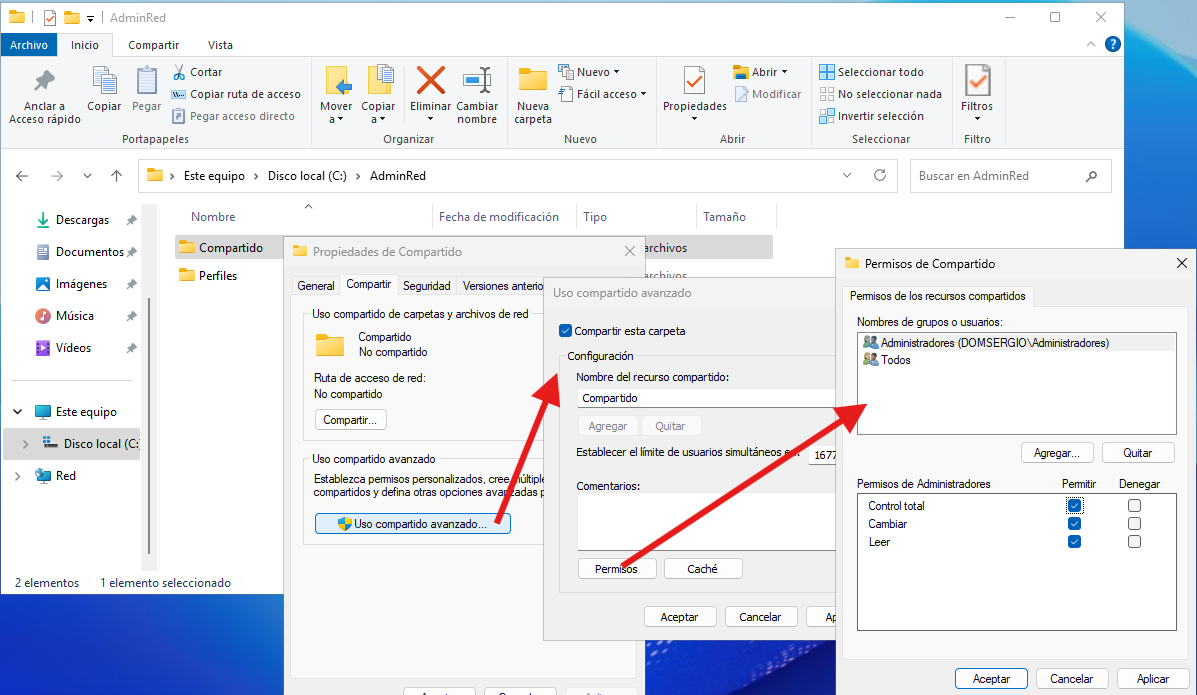 AdminRed
Archivo Inicio Compartir Vista
Anclar a Acceso rápido
Copiar
Pegar
Cortar
Copiar ruta de acceso
Pegar acceso directo
Portapapeles
Mover a
Copiar a
Eliminar
Cambiar nombre
Organizar
Nueva carpeta
Nuevo
Fácil acceso
Nuevo
Propiedades
Abrir
Modificar
Abrir
Seleccionar todo
No seleccionar nada
Invertir selección
Seleccionar
Filtros
Filtro
Este equipo > Disco local (C:) > AdminRed
Buscar en AdminRed
Descargas
Documentos
Imágenes
Música
Vídeos
Este equipo
Disco local (C:
Red
Nombre Fecha de modificación Tipo Tamaño
Compartido
archivos
Perfiles
archivos
2 elementos 1 elemento seleccionado
Propiedades de Compartido
General Compartir Seguridad Versiones anterio
Uso compartido de carpetas y archivos de red
Compartido
No compartido
Ruta de acceso de red:
No compartido
Compartir...
Uso compartido avanzado
Establezca permisos personalizados, cree múltiple
compartidos y defina otras opciones avanzadas p
Uso compartido avanzado...
Uso compartido avanzado
Compartir esta carpeta
Configuración
Nombre del recurso compartido:
Compartido
Agregar Quitar
Establecer el límite de usuarios simultáneos
1677
Comentarios:
Permisos Caché
Aceptar Cancelar Ap
Permisos de Compartido
Permisos de los recursos compartidos
Nombres de grupos o usuarios:
Administradores (DOMSERGIO\Administradores)
Todos
Agregar... Quitar
Permisos de Administradores Permitir Denegar
Control total
Cambiar
Leer
Aceptar Cancelar Aplicar